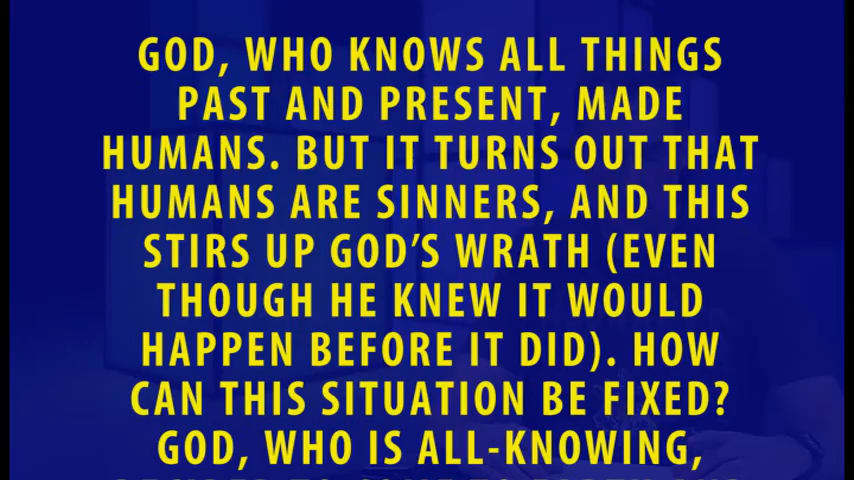 GOD, WHO KNOWS ALL THINGS
PAST AND PRESENT, MADE
HUMANS. BUT IT TURNS OUT THAT
HUMANS ARE SINNERS, AND THIS
STIRS UP GOD'S WRATH (EVEN
THOUGH HE KNEW IT WOULD
HAPPEN BEFORE IT DID). HOW
CAN THIS SITUATION BE FIXED?
GOD, WHO IS ALL-KNOWING,